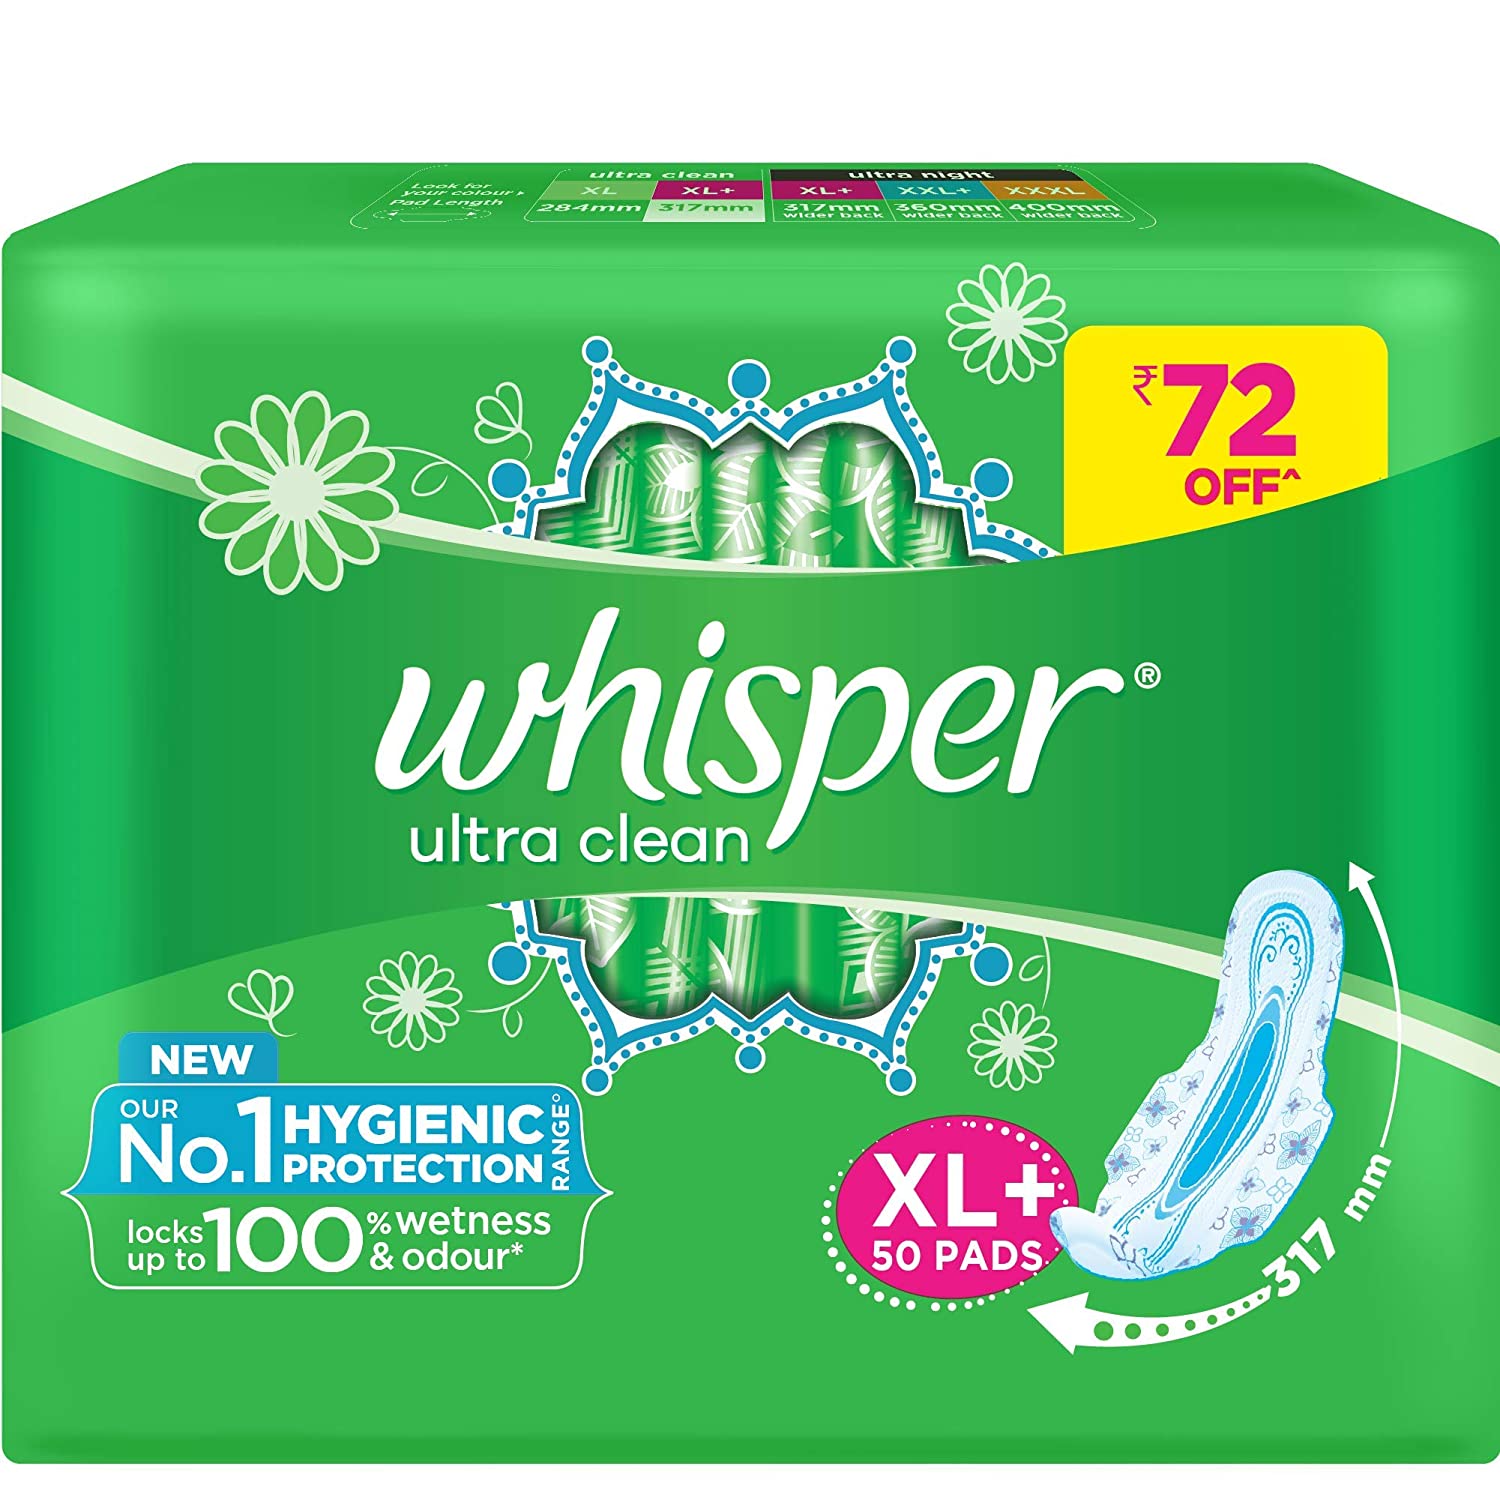 Look for
your colour
Pad Length
ultra clean
XL XL+
284mm 317mm
ultra night
XL+ XXL+ XXXL
317mm 360mm 400mm
wider back wider back wider back
₹72
OFF^
whisper®
ultra clean
NEW
OUR
No.1 HYGIENIC
PROTECTION
RANGE°
locks
up to 100% wetness
& odour*
XL+
50 PADS
317 mm